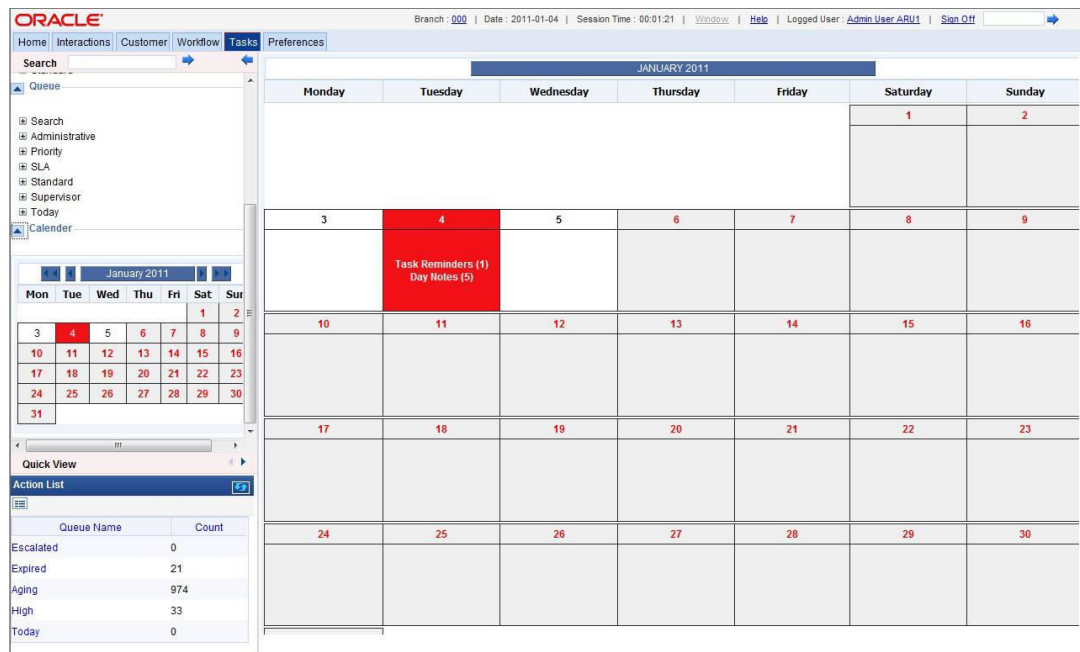 ORACLE
Branch : 000 | Date : 2011-01-04 | Session Time : 00:01:21 | Window | Help | Logged User : Admin User ARU1 | Sign Off
Home Interactions Customer Workflow Tasks Preferences
Search
Queue
Search
Administrative
Priority
SLA
Standard
Supervisor
Today
Calender
January 2011
Mon Tue Wed Thu Fri Sat Sun
1 2
3 4 5 6 7 8 9
10 11 12 13 14 15 16
17 18 19 20 21 22 23
24 25 26 27 28 29 30
31
Quick View
Action List
Queue Name Count
Escalated 0
Expired 21
Aging 974
High 33
Today 0
JANUARY 2011
Monday Tuesday Wednesday Thursday Friday Saturday Sunday
1 2
3 4 5 6 7 8 9
Task Reminders (1)
Day Notes (5)
10 11 12 13 14 15 16
17 18 19 20 21 22 23
24 25 26 27 28 29 30